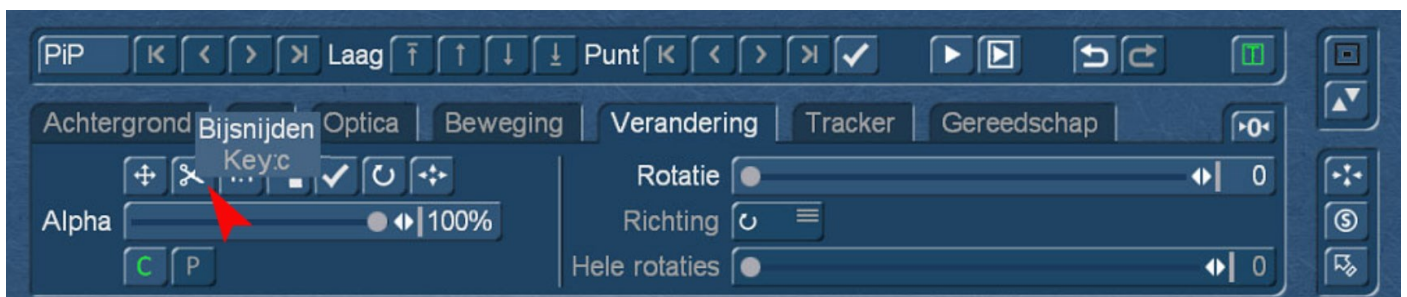 PiP Laag Punt
Achtergrond Optica Beweging Verandering Tracker Gereedschap 0
Bijsnijden
Key:c
Rotatie 0
Alpha 100% Richting S
C P Hele rotaties 0